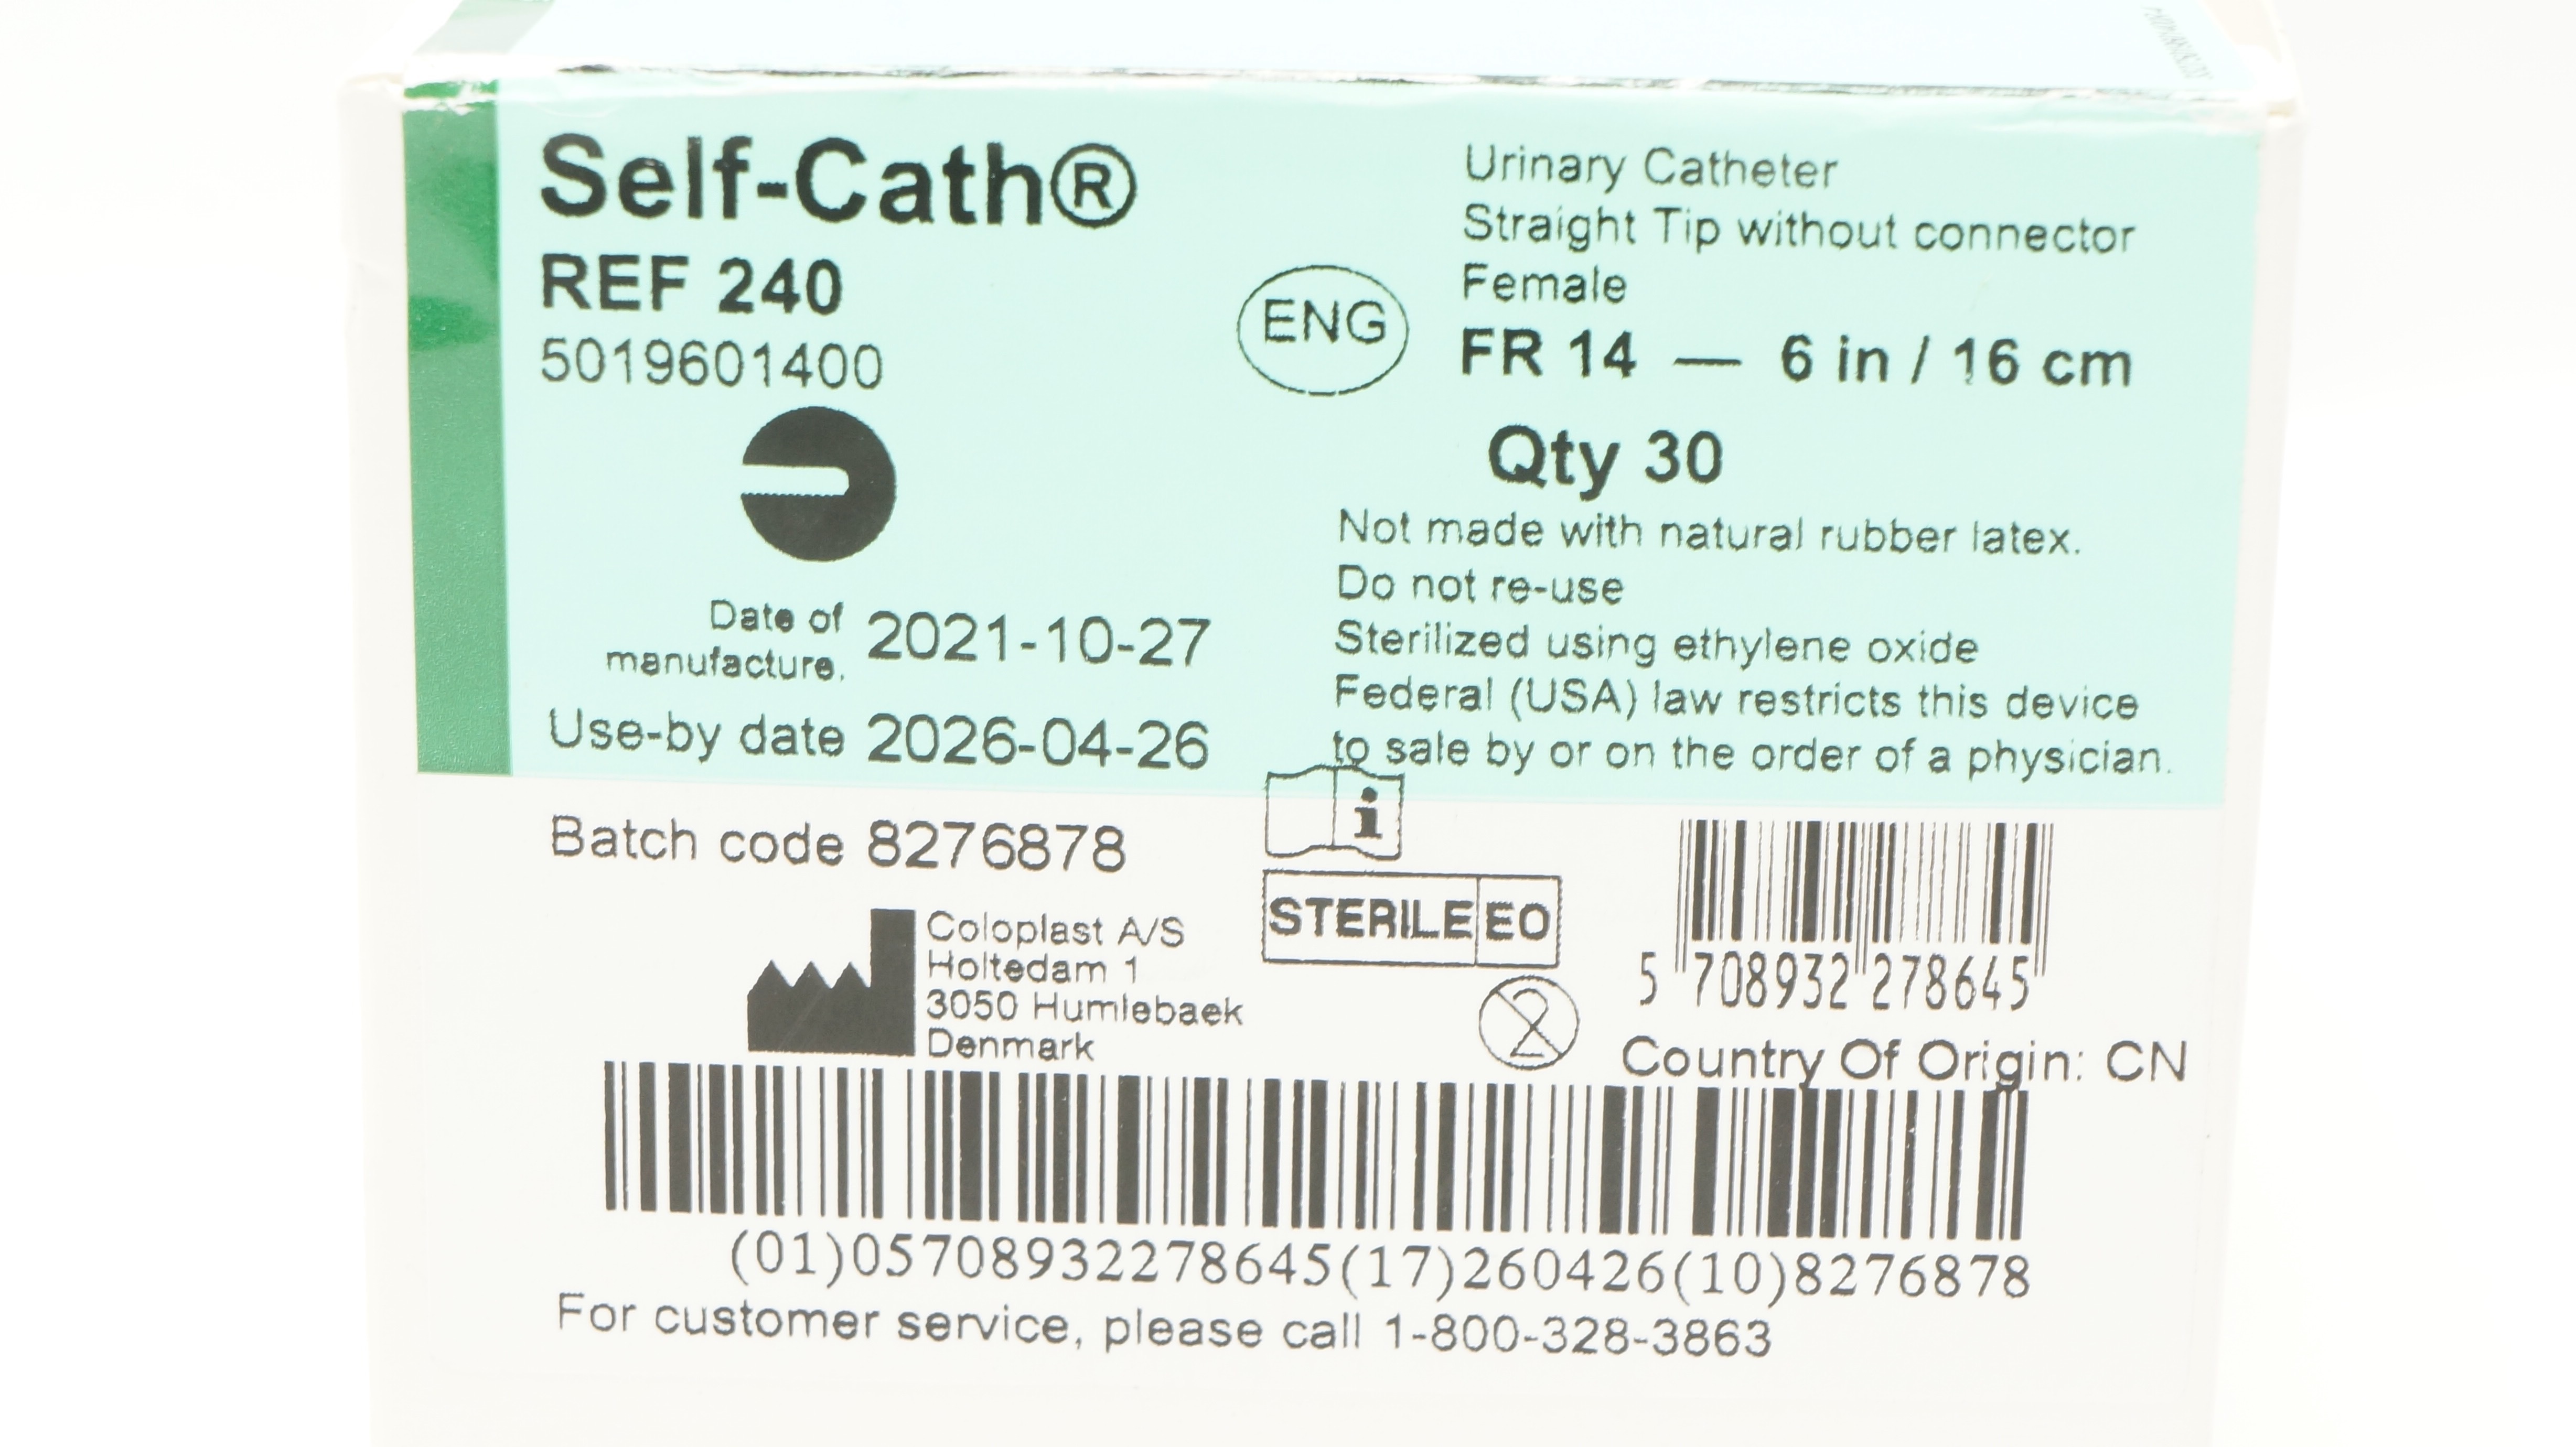 Self-Cath®
REF 240
5019601400
ENG
Urinary Catheter
Straight Tip without connector
Female
FR 14 — 6 in / 16 cm
Qty 30
Not made with natural rubber latex.
Do not re-use
Sterilized using ethylene oxide
Federal (USA) law restricts this device
to sale by or on the order of a physician.
Date of
manufacture. 2021-10-27
Use-by date 2026-04-26
Batch code 8276878
i
Coloplast A/S
Holtedam 1
3050 Humlebaek
Denmark
STERILE EO
2
5 708932 278645
Country Of Origin: CN
(01)05708932278645(17)260426(10)8276878
For customer service, please call 1-800-328-3863